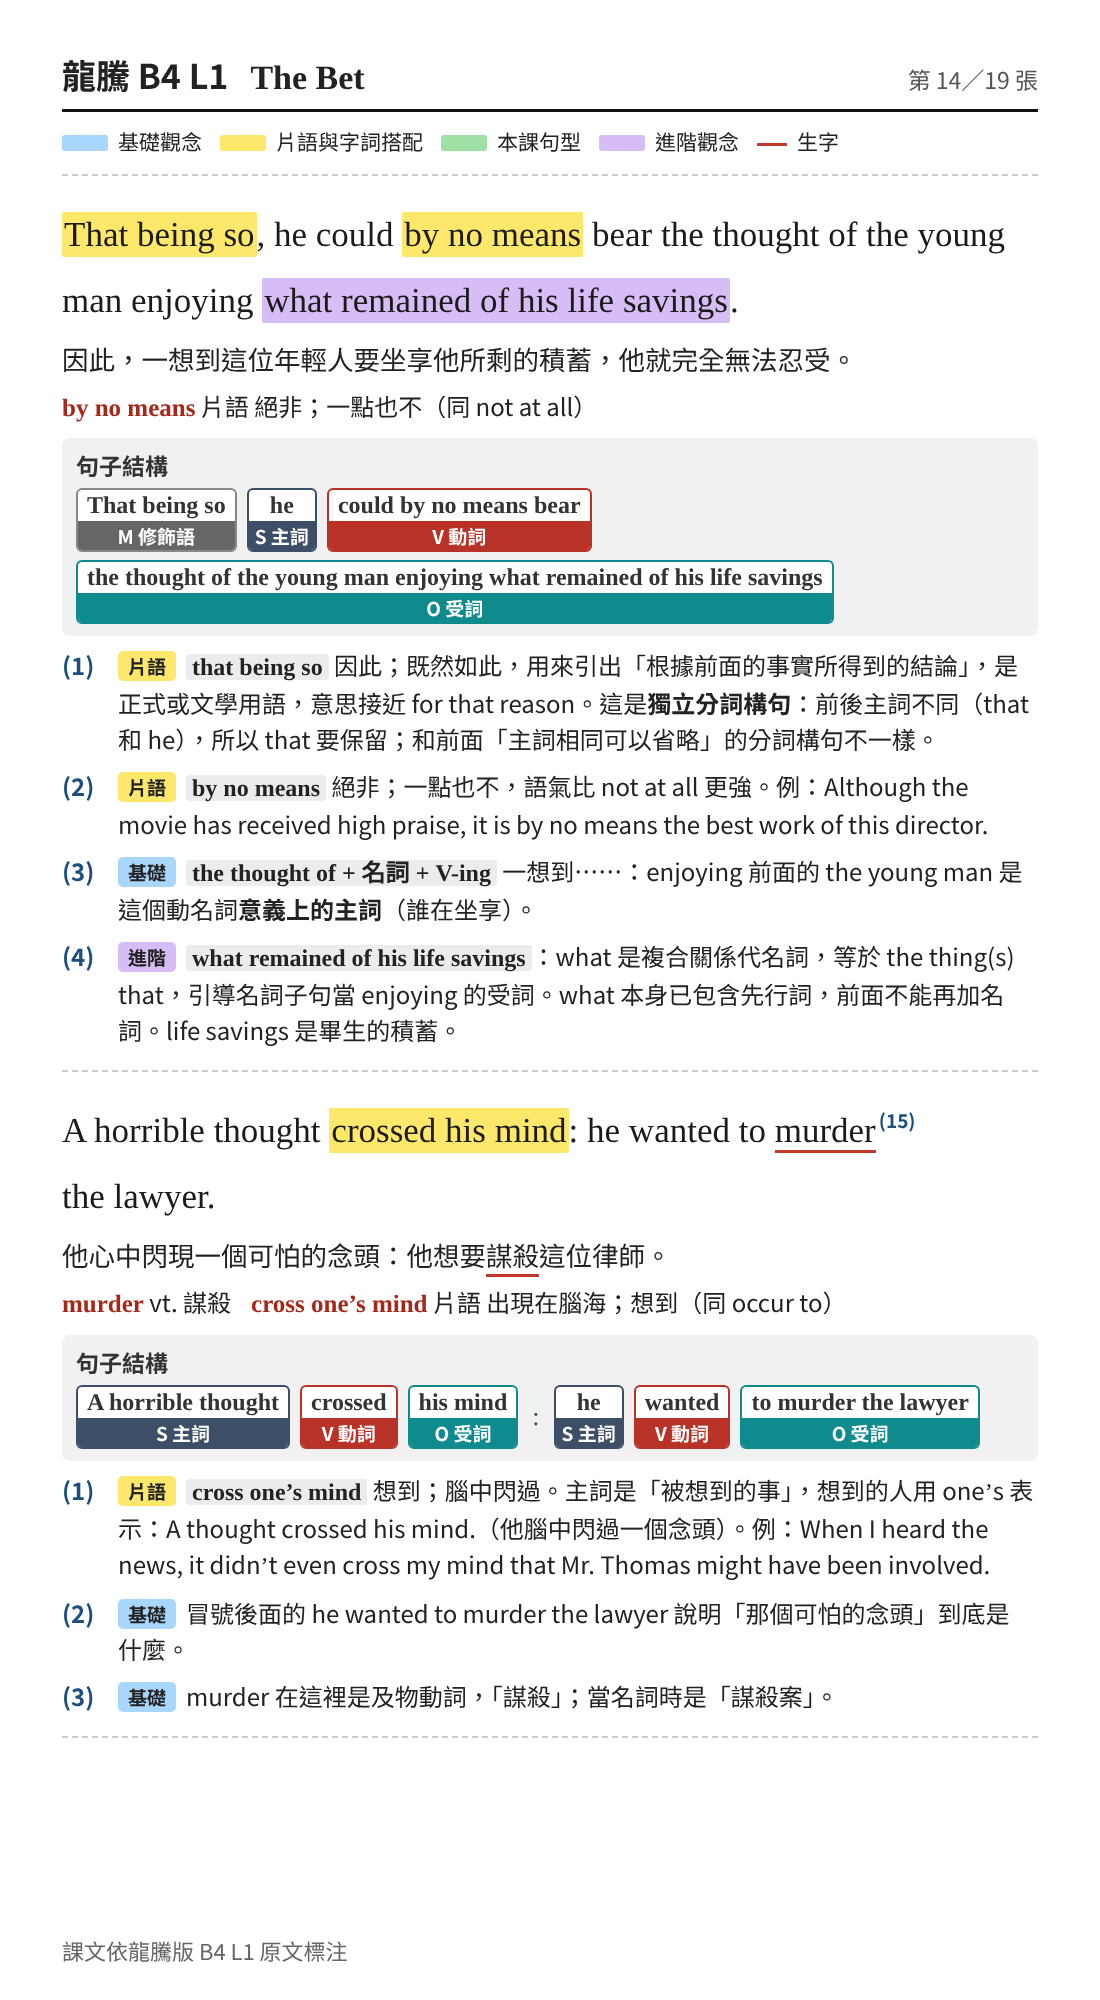 龍騰 B4 L1 The Bet
第 14／19 張
基礎觀念 片語與字詞搭配 本課句型 進階觀念 生字
That being so, he could by no means bear the thought of the young
man enjoying what remained of his life savings.
因此，一想到這位年輕人要坐享他所剩的積蓄，他就完全無法忍受。
by no means 片語 絕非；一點也不（同 not at all）
句子結構
That being so he could by no means bear
M 修飾語 S 主詞 V 動詞
the thought of the young man enjoying what remained of his life savings
O 受詞
(1) 片語 that being so 因此；既然如此，用來引出「根據前面的事實所得到的結論」，是
正式或文學用語，意思接近 for that reason。這是獨立分詞構句：前後主詞不同（that
和 he），所以 that 要保留；和前面「主詞相同可以省略」的分詞構句不一樣。
(2) 片語 by no means 絕非；一點也不，語氣比 not at all 更強。例：Although the
movie has received high praise, it is by no means the best work of this director.
(3) 基礎 the thought of + 名詞 + V-ing 一想到……：enjoying 前面的 the young man 是
這個動名詞意義上的主詞（誰在坐享）。
(4) 進階 what remained of his life savings：what 是複合關係代名詞，等於 the thing(s)
that，引導名詞子句當 enjoying 的受詞。what 本身已包含先行詞，前面不能再加名
詞。life savings 是畢生的積蓄。
A horrible thought crossed his mind: he wanted to murder(15)
the lawyer.
他心中閃現一個可怕的念頭：他想要謀殺這位律師。
murder vt. 謀殺 cross one’s mind 片語 出現在腦海；想到（同 occur to）
句子結構
A horrible thought crossed his mind : he wanted to murder the lawyer
S 主詞 V 動詞 O 受詞 S 主詞 V 動詞 O 受詞
(1) 片語 cross one’s mind 想到；腦中閃過。主詞是「被想到的事」，想到的人用 one’s 表
示：A thought crossed his mind.（他腦中閃過一個念頭）。例：When I heard the
news, it didn’t even cross my mind that Mr. Thomas might have been involved.
(2) 基礎 冒號後面的 he wanted to murder the lawyer 說明「那個可怕的念頭」到底是
什麼。
(3) 基礎 murder 在這裡是及物動詞，「謀殺」；當名詞時是「謀殺案」。
課文依龍騰版 B4 L1 原文標注